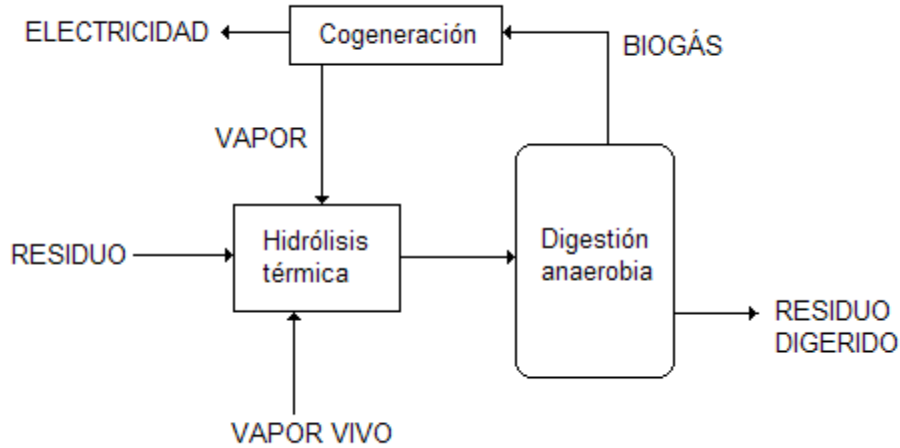 ELECTRICIDAD
Cogeneración
BIOGÁS
VAPOR
RESIDUO
Hidrólisis
térmica
Digestión
anaerobia
RESIDUO
DIGERIDO
VAPOR VIVO